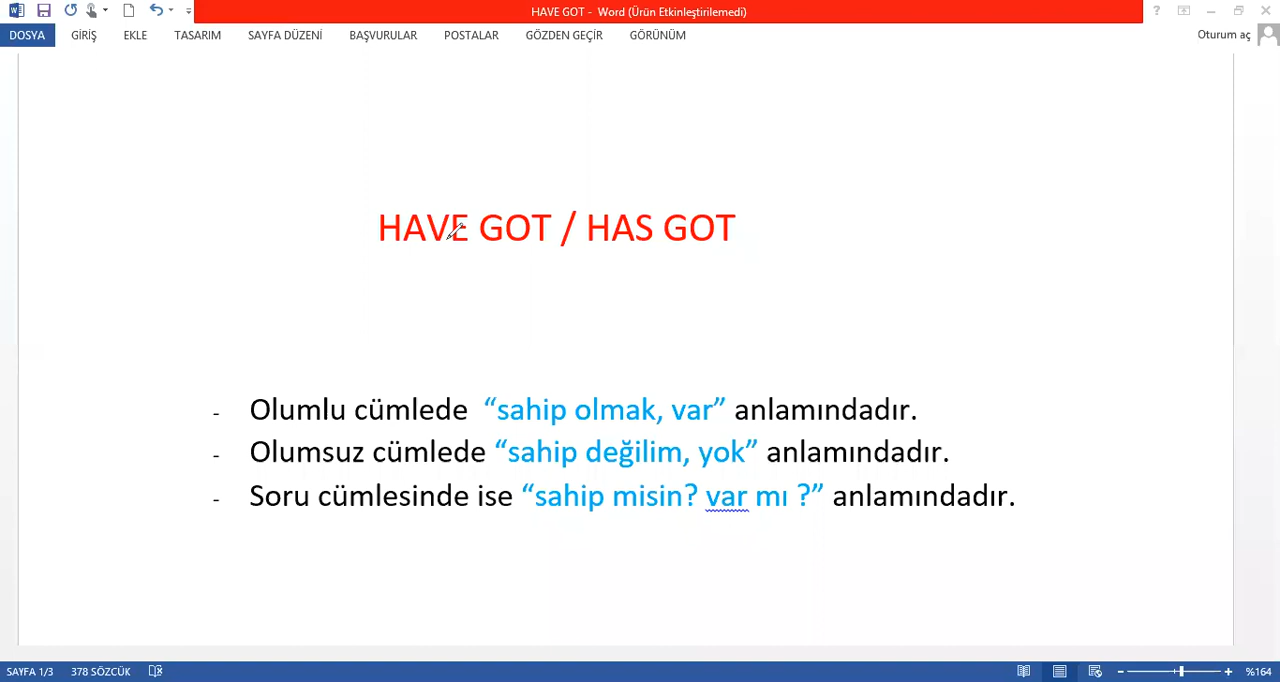 HAVE GOT - Word (Ürün Etkinleştirilemedi)
?
DOSYA GİRİŞ EKLE TASARIM SAYFA DÜZENİ BAŞVURULAR POSTALAR GÖZDEN GEÇİR GÖRÜNÜM Oturum aç
HAVE GOT / HAS GOT
- Olumlu cümlede “sahip olmak, var” anlamındadır.
- Olumsuz cümlede “sahip değilim, yok” anlamındadır.
- Soru cümlesinde ise “sahip misin? var mı ?” anlamındadır.
SAYFA 1/3 378 SÖZCÜK %164